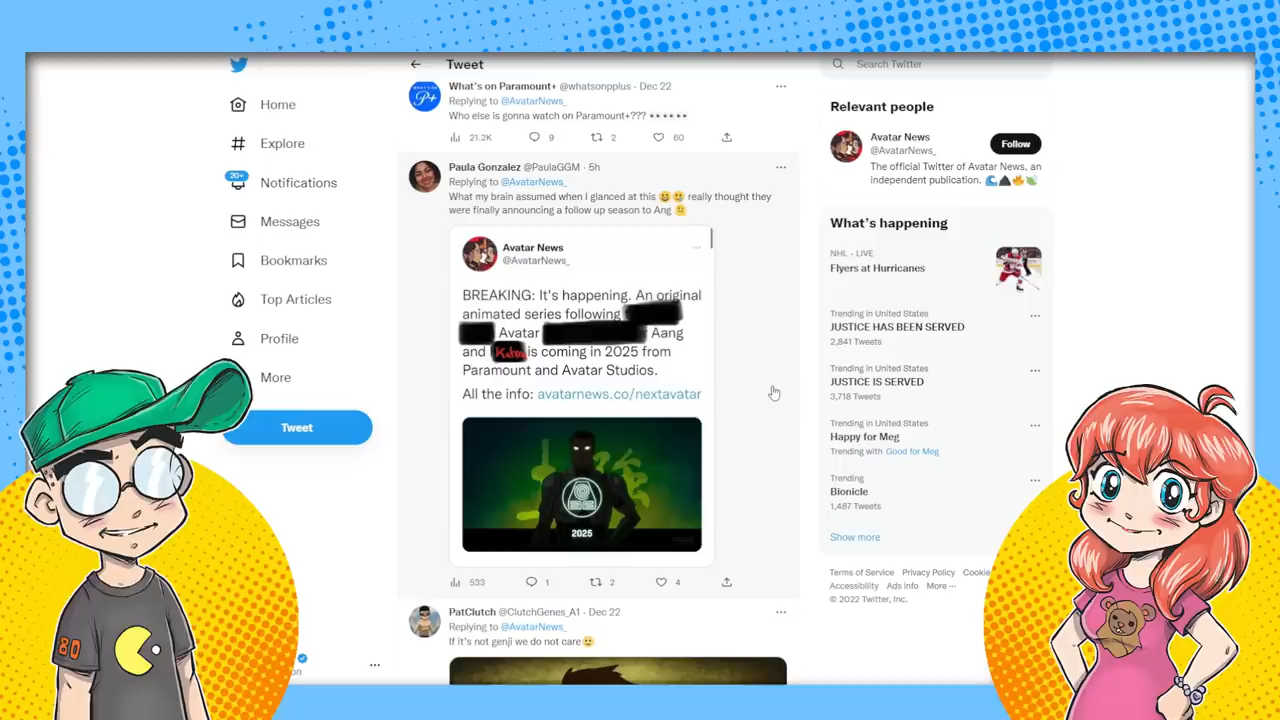 Tweet
Search Twitter
Home
Explore
20+
Notifications
Messages
Bookmarks
Top Articles
Profile
More
Tweet
What's on Paramount+ @whatsonpplus · Dec 22
Replying to @AvatarNews_
Who else is gonna watch on Paramount+???
21.2K 9 2 60
Paula Gonzalez @PaulaGGM · 5h
Replying to @AvatarNews_
What my brain assumed when I glanced at this 😀🥲 really thought they
were finally announcing a follow up season to Ang 🫠
Avatar News
@AvatarNews_
BREAKING: It's happening. An original
animated series following
Avatar Aang
and Katara is coming in 2025 from
Paramount and Avatar Studios.
All the info: avatarnews.co/nextavatar
2025
533 1 2 4
PatClutch @ClutchGenes_A1 · Dec 22
Replying to @AvatarNews_
If it's not genji we do not care
Relevant people
Avatar News
@AvatarNews_
Follow
The official Twitter of Avatar News, an
independent publication.
What's happening
NHL · LIVE
Flyers at Hurricanes
Trending in United States
JUSTICE HAS BEEN SERVED
2,841 Tweets
Trending in United States
JUSTICE IS SERVED
3,718 Tweets
Trending in United States
Happy for Meg
Trending with Good for Meg
Trending
Bionicle
1,487 Tweets
Show more
Terms of Service Privacy Policy Cookie
Accessibility Ads info More ···
© 2022 Twitter, Inc.
80